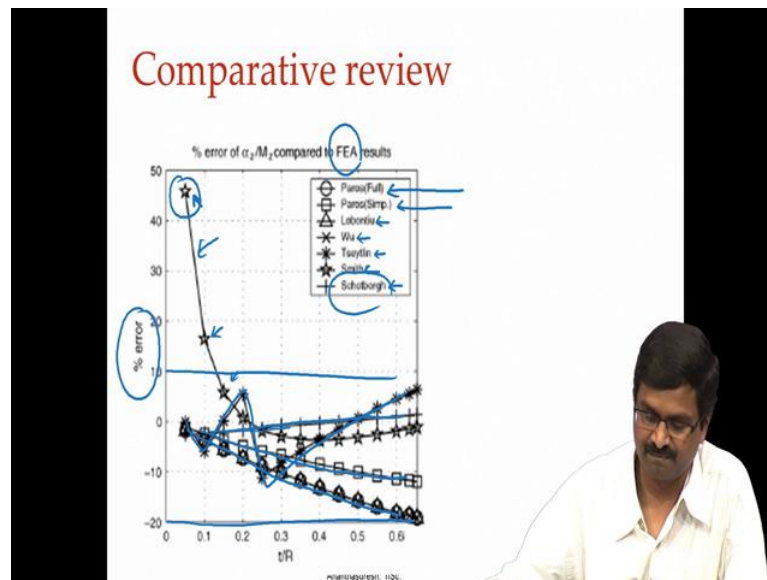 Comparative review
% error of α₂/M₂ compared to FEA results
50
40
30
20
10
0
−10
−20
% error
0 0.1 0.2 0.3 0.4 0.5 0.6
t/R
Paros(Full)
Paros(Simp.)
Lobontiu
Wu
Tseytlin
Smith
Schotborgh